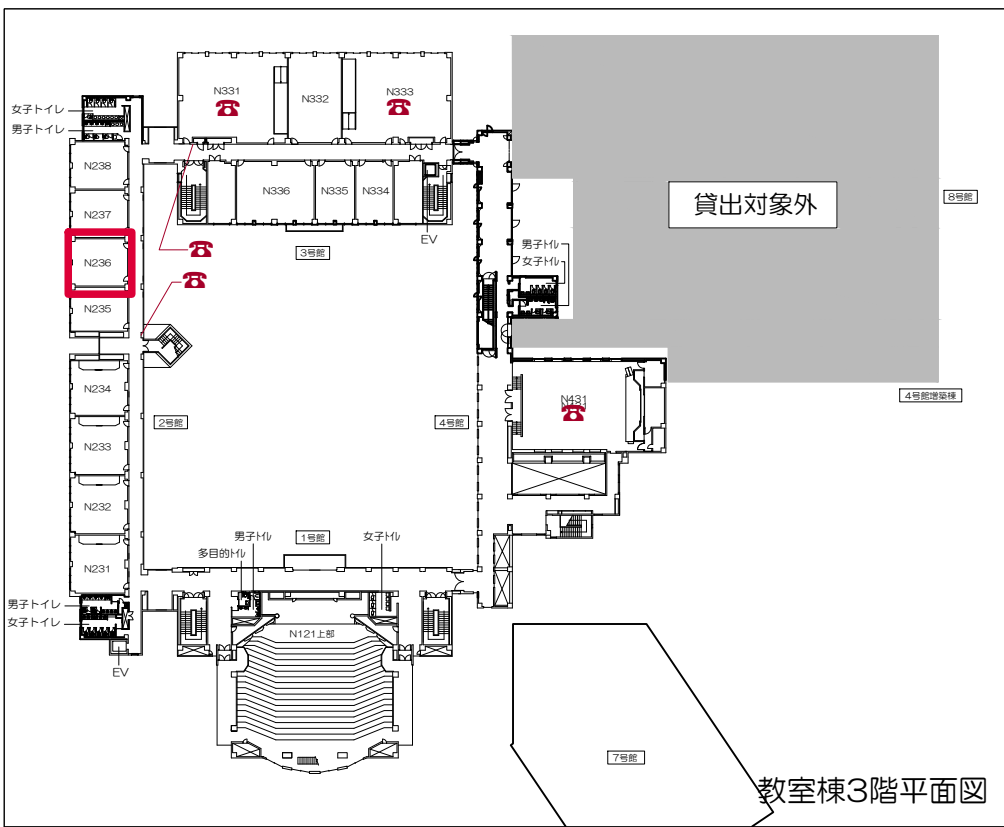 N331
N332
N333
女子トイレ
男子トイレ
N238
N237
N236
N235
N336
N335
N334
EV
3号館
貸出対象外
8号館
男子トイレ
女子トイレ
N234
N233
N232
N231
2号館
4号館
N431
4号館増築棟
男子トイレ
女子トイレ
EV
多目的トイレ
男子トイレ
1号館
女子トイレ
N121上部
7号館
教室棟3階平面図